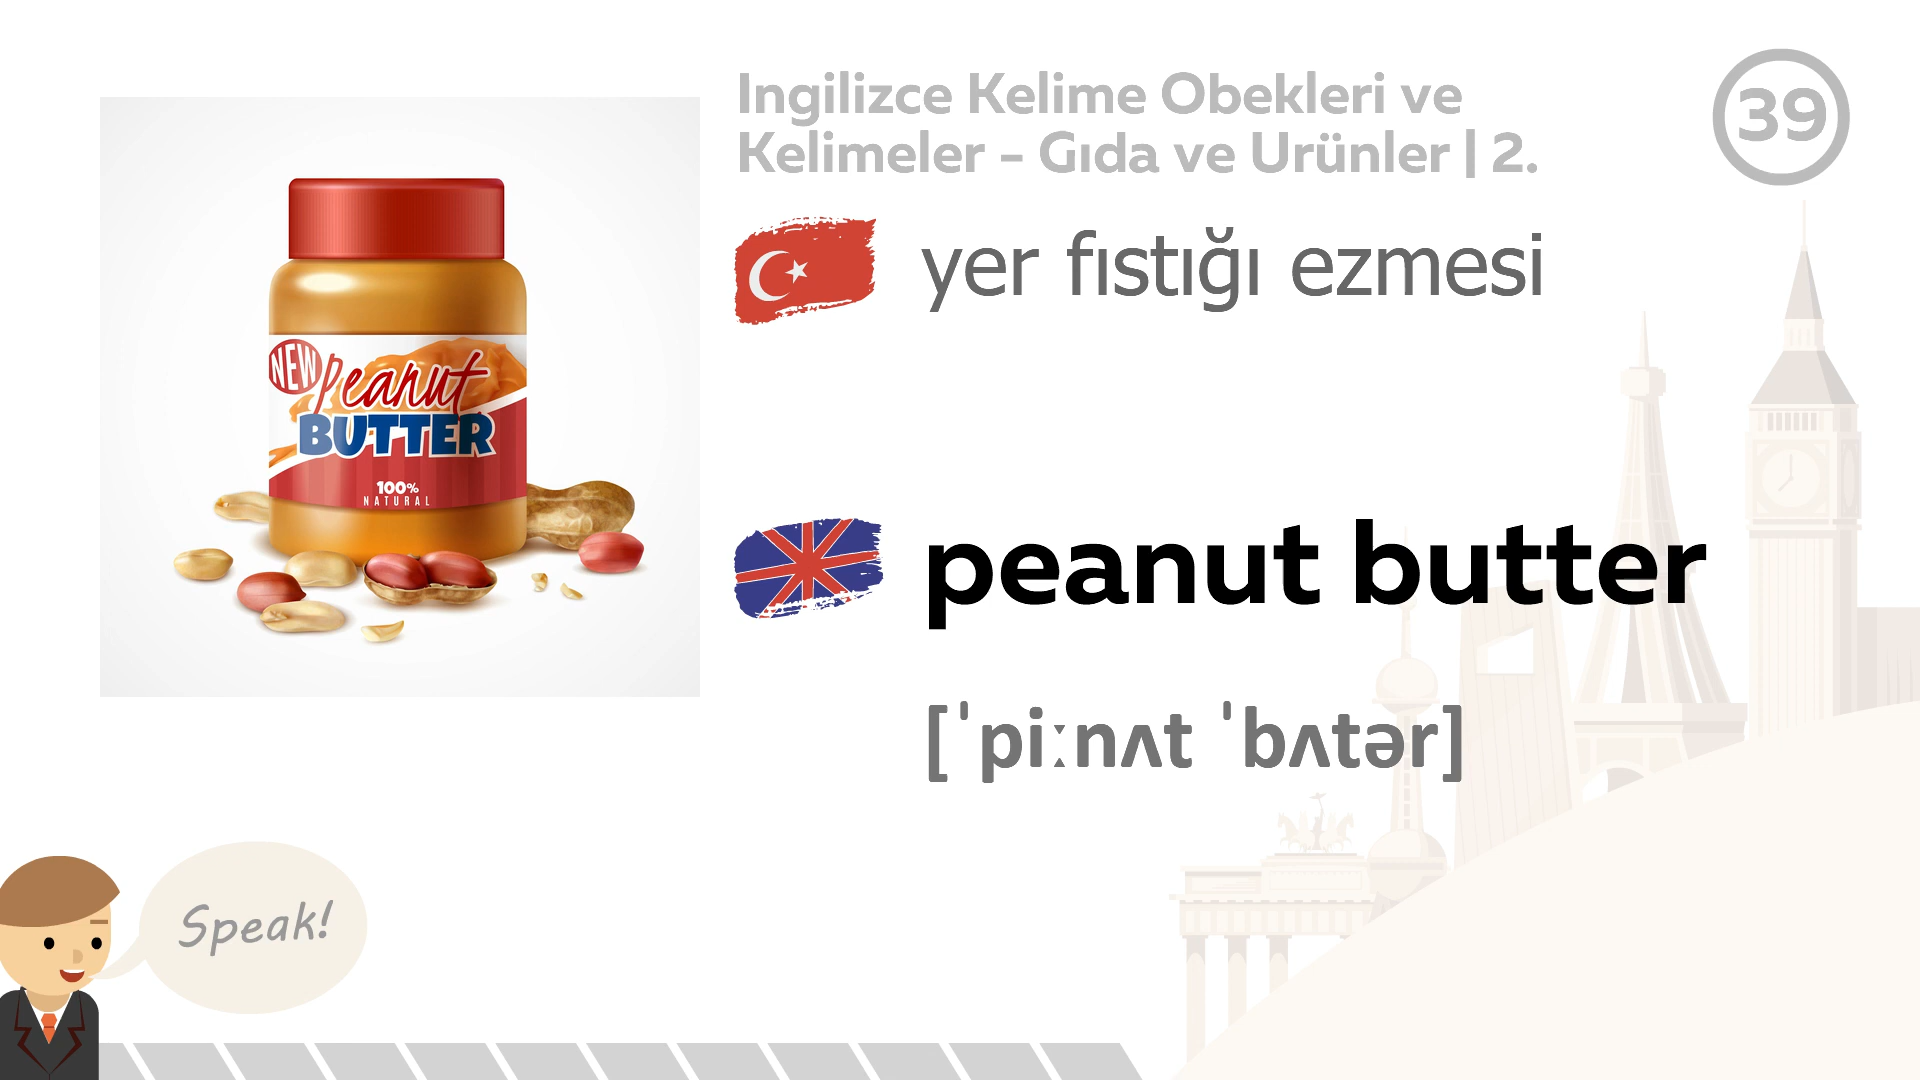 Ingilizce Kelime Obekleri ve
Kelimeler - Gıda ve Urünler | 2.
39
yer fıstığı ezmesi
NEW
Peanut
BUTTER
100%
NATURAL
peanut butter
[ˈpiːnʌt ˈbʌtər]
Speak!